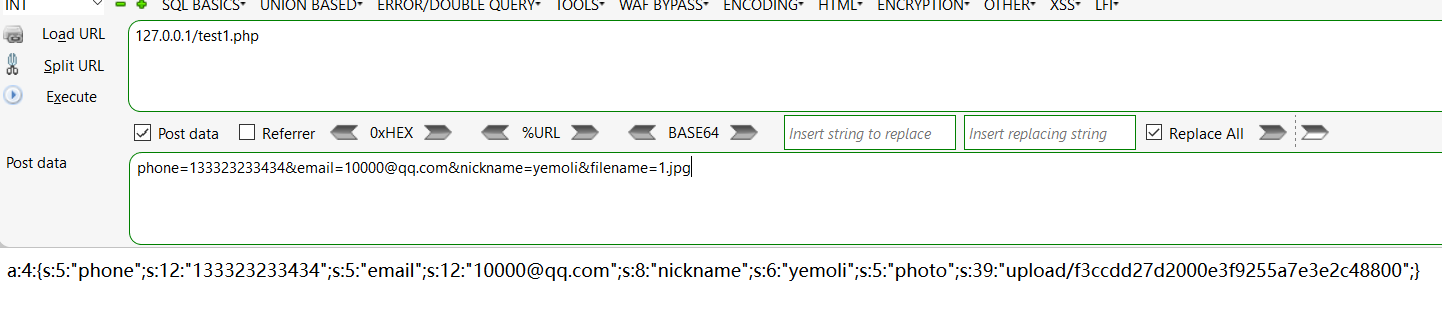 INT SQL BASICS UNION BASED ERROR/DOUBLE QUERY TOOLS WAF BYPASS ENCODING HTML ENCRYPTION OTHER XSS LFI
Load URL 127.0.0.1/test1.php
Split URL
Execute
Post data Referrer 0xHEX %URL BASE64 Insert string to replace Insert replacing string Replace All
Post data phone=133323233434&email=10000@qq.com&nickname=yemoli&filename=1.jpg
a:4:{s:5:"phone";s:12:"133323233434";s:5:"email";s:12:"10000@qq.com";s:8:"nickname";s:6:"yemoli";s:5:"photo";s:39:"upload/f3ccdd27d2000e3f9255a7e3e2c48800";}